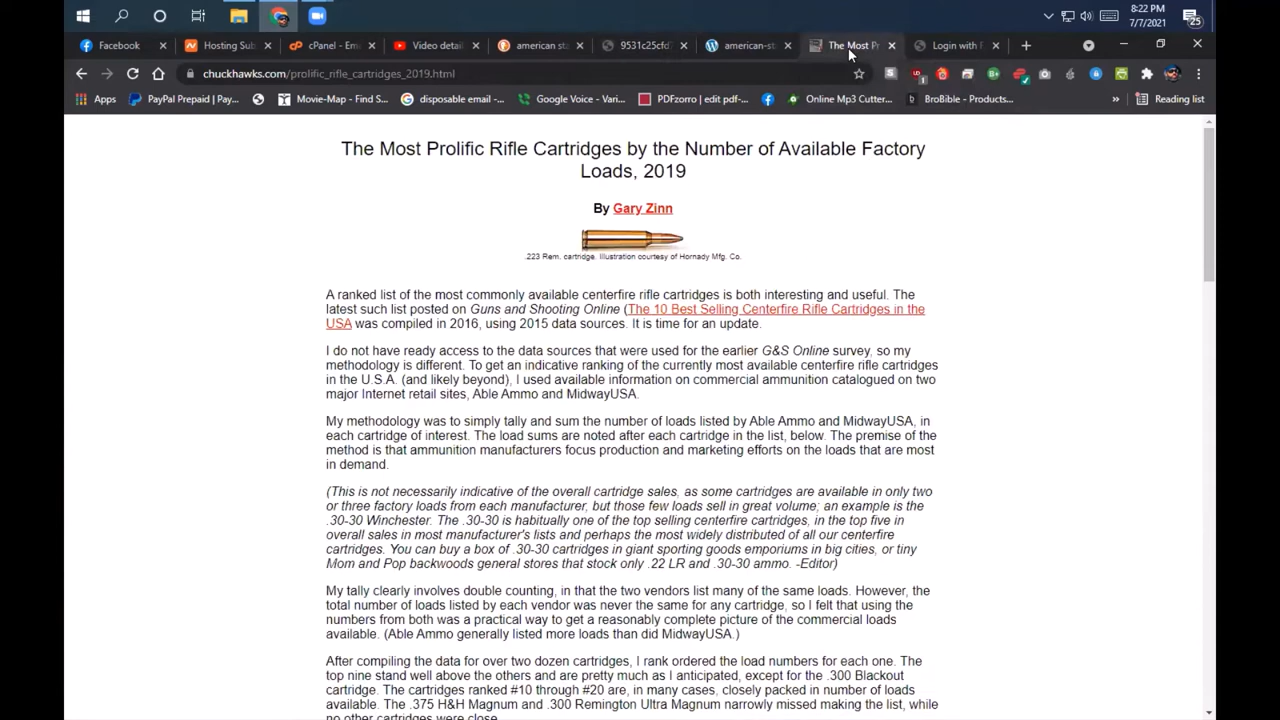 8:22 PM
7/7/2021
25
Facebook
Hosting Sub
cPanel - Em
Video detail
american st
9531c25cfd
american-st
The Most Pr
Login with I
chuckhawks.com/prolific_rifle_cartridges_2019.html
Apps
PayPal Prepaid | Pay...
Movie-Map - Find S...
disposable email -...
Google Voice - Vari...
PDFzorro | edit pdf-...
Online Mp3 Cutter...
BroBible - Products...
Reading list
The Most Prolific Rifle Cartridges by the Number of Available Factory
Loads, 2019
By Gary Zinn
.223 Rem. cartridge. Illustration courtesy of Hornady Mfg. Co.
A ranked list of the most commonly available centerfire rifle cartridges is both interesting and useful. The
latest such list posted on Guns and Shooting Online (The 10 Best Selling Centerfire Rifle Cartridges in the
USA was compiled in 2016, using 2015 data sources. It is time for an update.
I do not have ready access to the data sources that were used for the earlier G&S Online survey, so my
methodology is different. To get an indicative ranking of the currently most available centerfire rifle cartridges
in the U.S.A. (and likely beyond), I used available information on commercial ammunition catalogued on two
major Internet retail sites, Able Ammo and MidwayUSA.
My methodology was to simply tally and sum the number of loads listed by Able Ammo and MidwayUSA, in
each cartridge of interest. The load sums are noted after each cartridge in the list, below. The premise of the
method is that ammunition manufacturers focus production and marketing efforts on the loads that are most
in demand.
(This is not necessarily indicative of the overall cartridge sales, as some cartridges are available in only two
or three factory loads from each manufacturer, but those few loads sell in great volume; an example is the
.30-30 Winchester. The .30-30 is habitually one of the top selling centerfire cartridges, in the top five in
overall sales in most manufacturer's lists and perhaps the most widely distributed of all our centerfire
cartridges. You can buy a box of .30-30 cartridges in giant sporting goods emporiums in big cities, or tiny
Mom and Pop backwoods general stores that stock only .22 LR and .30-30 ammo. -Editor)
My tally clearly involves double counting, in that the two vendors list many of the same loads. However, the
total number of loads listed by each vendor was never the same for any cartridge, so I felt that using the
numbers from both was a practical way to get a reasonably complete picture of the commercial loads
available. (Able Ammo generally listed more loads than did MidwayUSA.)
After compiling the data for over two dozen cartridges, I rank ordered the load numbers for each one. The
top nine stand well above the others and are pretty much as I anticipated, except for the .300 Blackout
cartridge. The cartridges ranked #10 through #20 are, in many cases, closely packed in number of loads
available. The .375 H&H Magnum and .300 Remington Ultra Magnum narrowly missed making the list, while
no other cartridges were close.